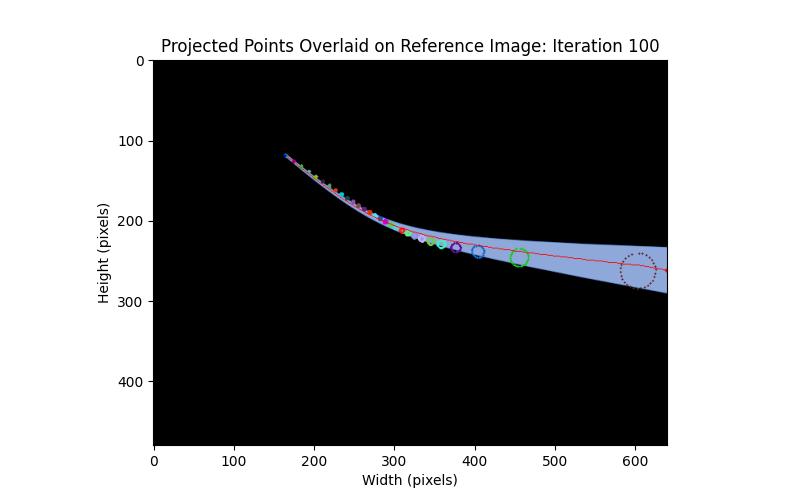 Projected Points Overlaid on Reference Image: Iteration 100
0
100
200
300
400
Height (pixels)
0 100 200 300 400 500 600
Width (pixels)